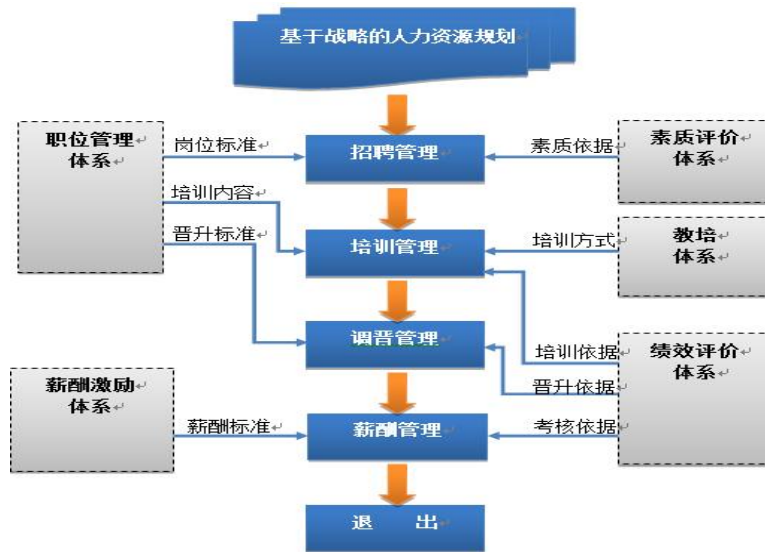 基于战略的人力资源规划
职位管理
体系
岗位标准
招聘管理
素质依据
素质评价
体系
培训内容
晋升标准
培训管理
培训方式
教培
体系
调晋管理
培训依据
晋升依据
绩效评价
体系
薪酬激励
体系
薪酬标准
薪酬管理
考核依据
退 出